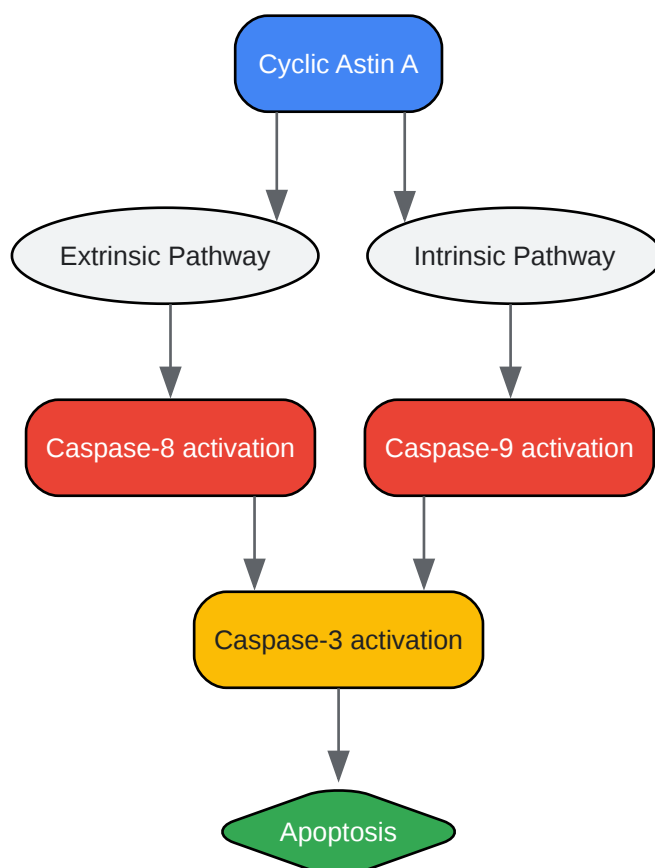 Cyclic Astin A
Extrinsic Pathway
Intrinsic Pathway
Caspase-8 activation
Caspase-9 activation
Caspase-3 activation
Apoptosis